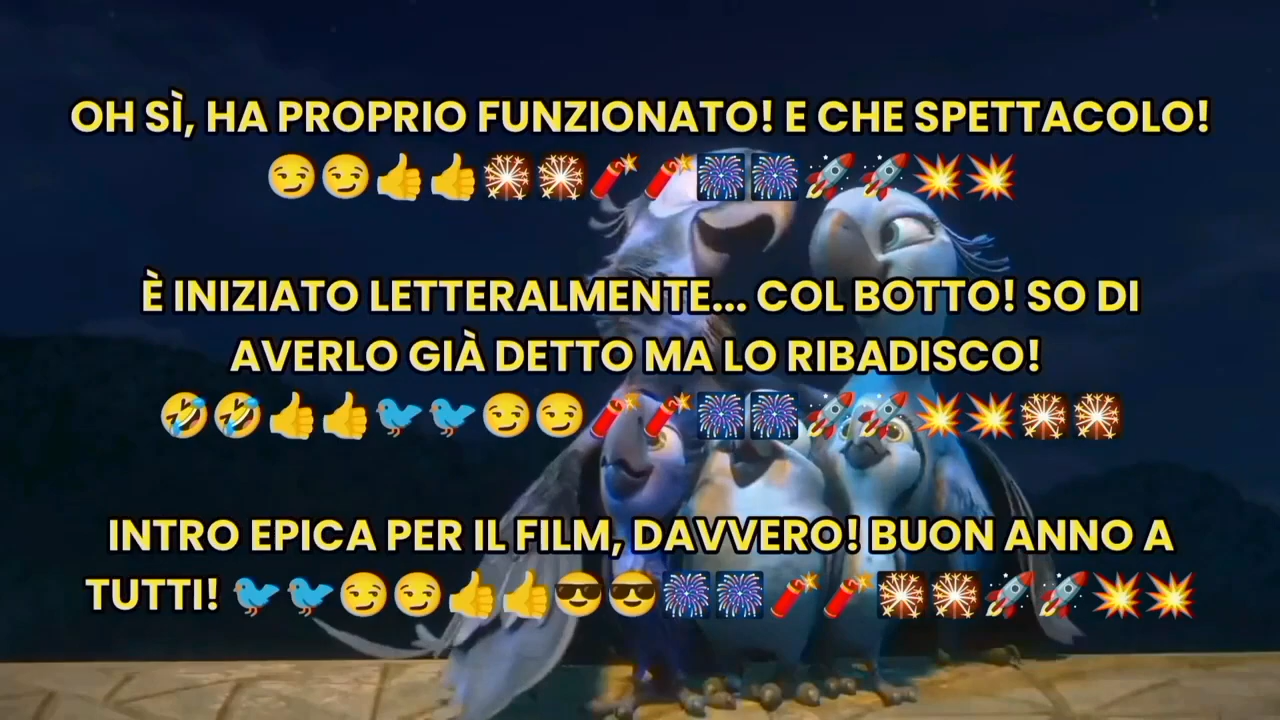 OH SÌ, HA PROPRIO FUNZIONATO! E CHE SPETTACOLO!
😏😏👍👍🎇🎇🧨🧨🎆🎆🚀🚀💥💥
È INIZIATO LETTERALMENTE... COL BOTTO! SO DI
AVERLO GIÀ DETTO MA LO RIBADISCO!
🤣🤣👍👍🐦🐦😏😏🧨🧨🎆🎆🚀🚀💥💥🎇🎇
INTRO EPICA PER IL FILM, DAVVERO! BUON ANNO A
TUTTI! 🐦🐦😏😏👍👍😎😎🎆🎆🧨🧨🎇🎇🚀🚀💥💥